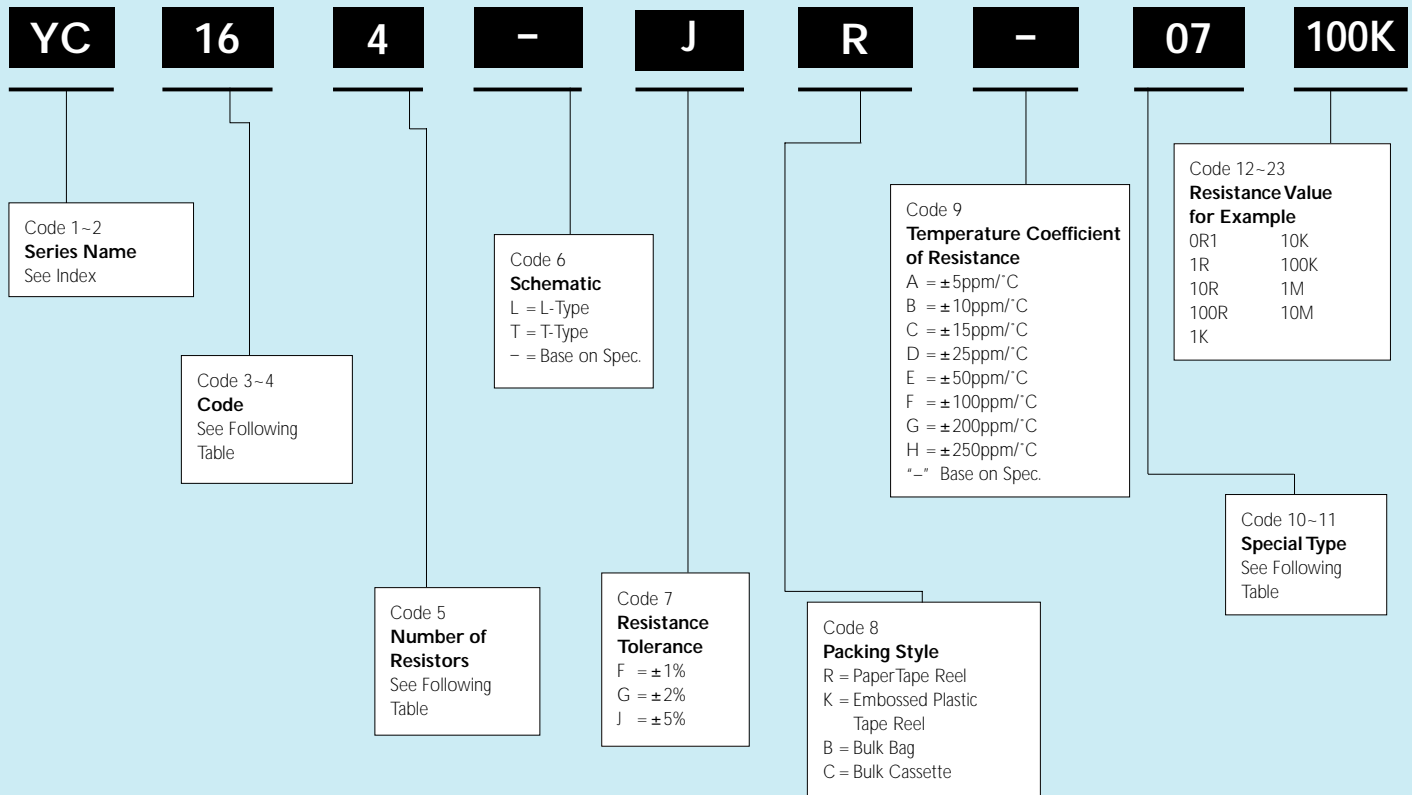 YC 16 4 – J R – 07 100K
Code 1~2
Series Name
See Index
Code 3~4
Code
See Following
Table
Code 5
Number of
Resistors
See Following
Table
Code 6
Schematic
L = L-Type
T = T-Type
– = Base on Spec.
Code 7
Resistance
Tolerance
F = ±1%
G = ±2%
J = ±5%
Code 8
Packing Style
R = Paper Tape Reel
K = Embossed Plastic
Tape Reel
B = Bulk Bag
C = Bulk Cassette
Code 9
Temperature Coefficient
of Resistance
A = ±5ppm/˚C
B = ±10ppm/˚C
C = ±15ppm/˚C
D = ±25ppm/˚C
E = ±50ppm/˚C
F = ±100ppm/˚C
G = ±200ppm/˚C
H = ±250ppm/˚C
"–" Base on Spec.
Code 10~11
Special Type
See Following
Table
Code 12~23
Resistance Value
for Example
0R1 10K
1R 100K
10R 1M
100R 10M
1K